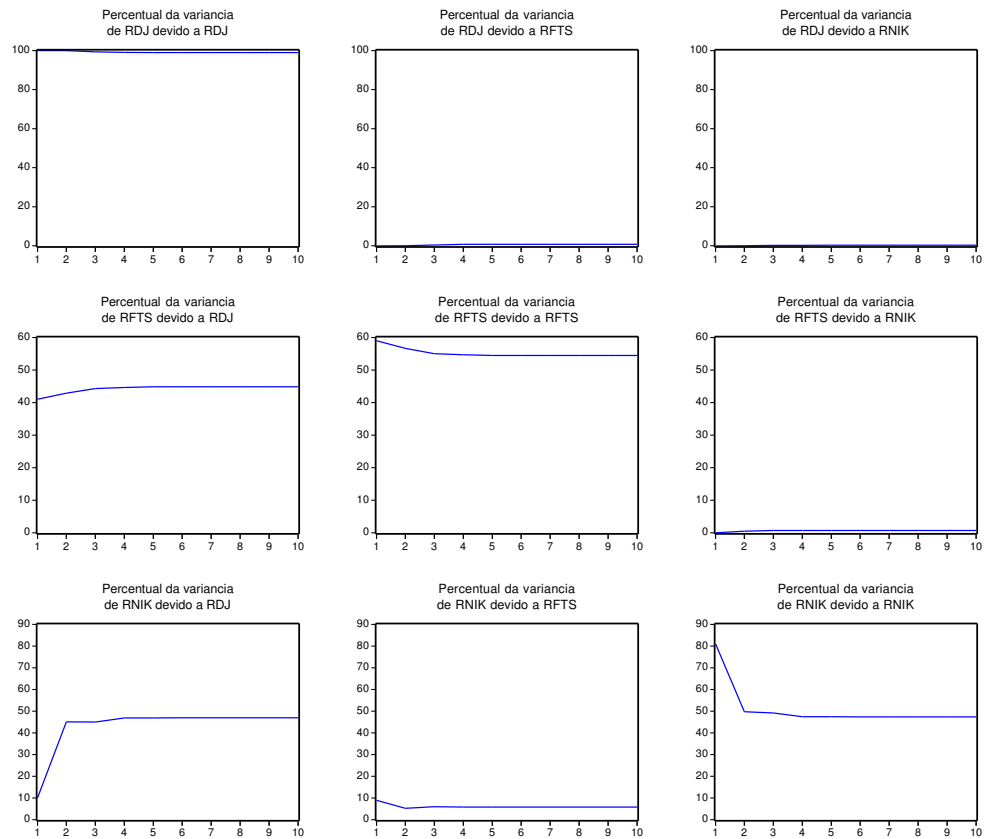 Percentual da variancia
de RDJ devido a RDJ
100
80
60
40
20
0
1 2 3 4 5 6 7 8 9 10
Percentual da variancia
de RDJ devido a RFTS
100
80
60
40
20
0
1 2 3 4 5 6 7 8 9 10
Percentual da variancia
de RDJ devido a RNIK
100
80
60
40
20
0
1 2 3 4 5 6 7 8 9 10
Percentual da variancia
de RFTS devido a RDJ
60
50
40
30
20
10
0
1 2 3 4 5 6 7 8 9 10
Percentual da variancia
de RFTS devido a RFTS
60
50
40
30
20
10
0
1 2 3 4 5 6 7 8 9 10
Percentual da variancia
de RFTS devido a RNIK
60
50
40
30
20
10
0
1 2 3 4 5 6 7 8 9 10
Percentual da variancia
de RNIK devido a RDJ
90
80
70
60
50
40
30
20
10
0
1 2 3 4 5 6 7 8 9 10
Percentual da variancia
de RNIK devido a RFTS
90
80
70
60
50
40
30
20
10
0
1 2 3 4 5 6 7 8 9 10
Percentual da variancia
de RNIK devido a RNIK
90
80
70
60
50
40
30
20
10
0
1 2 3 4 5 6 7 8 9 10